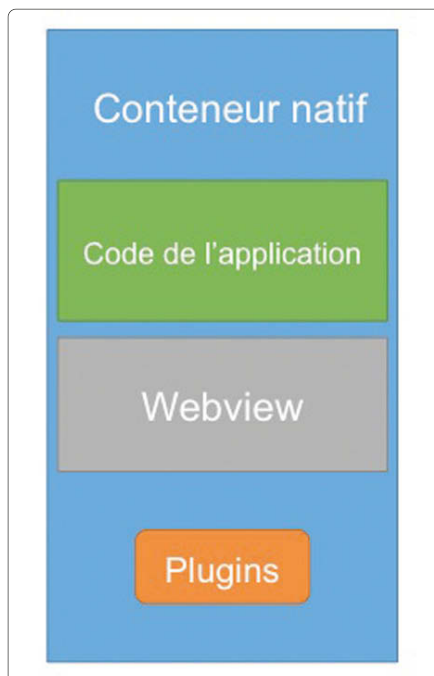 Conteneur natif
Code de l'application
Webview
Plugins